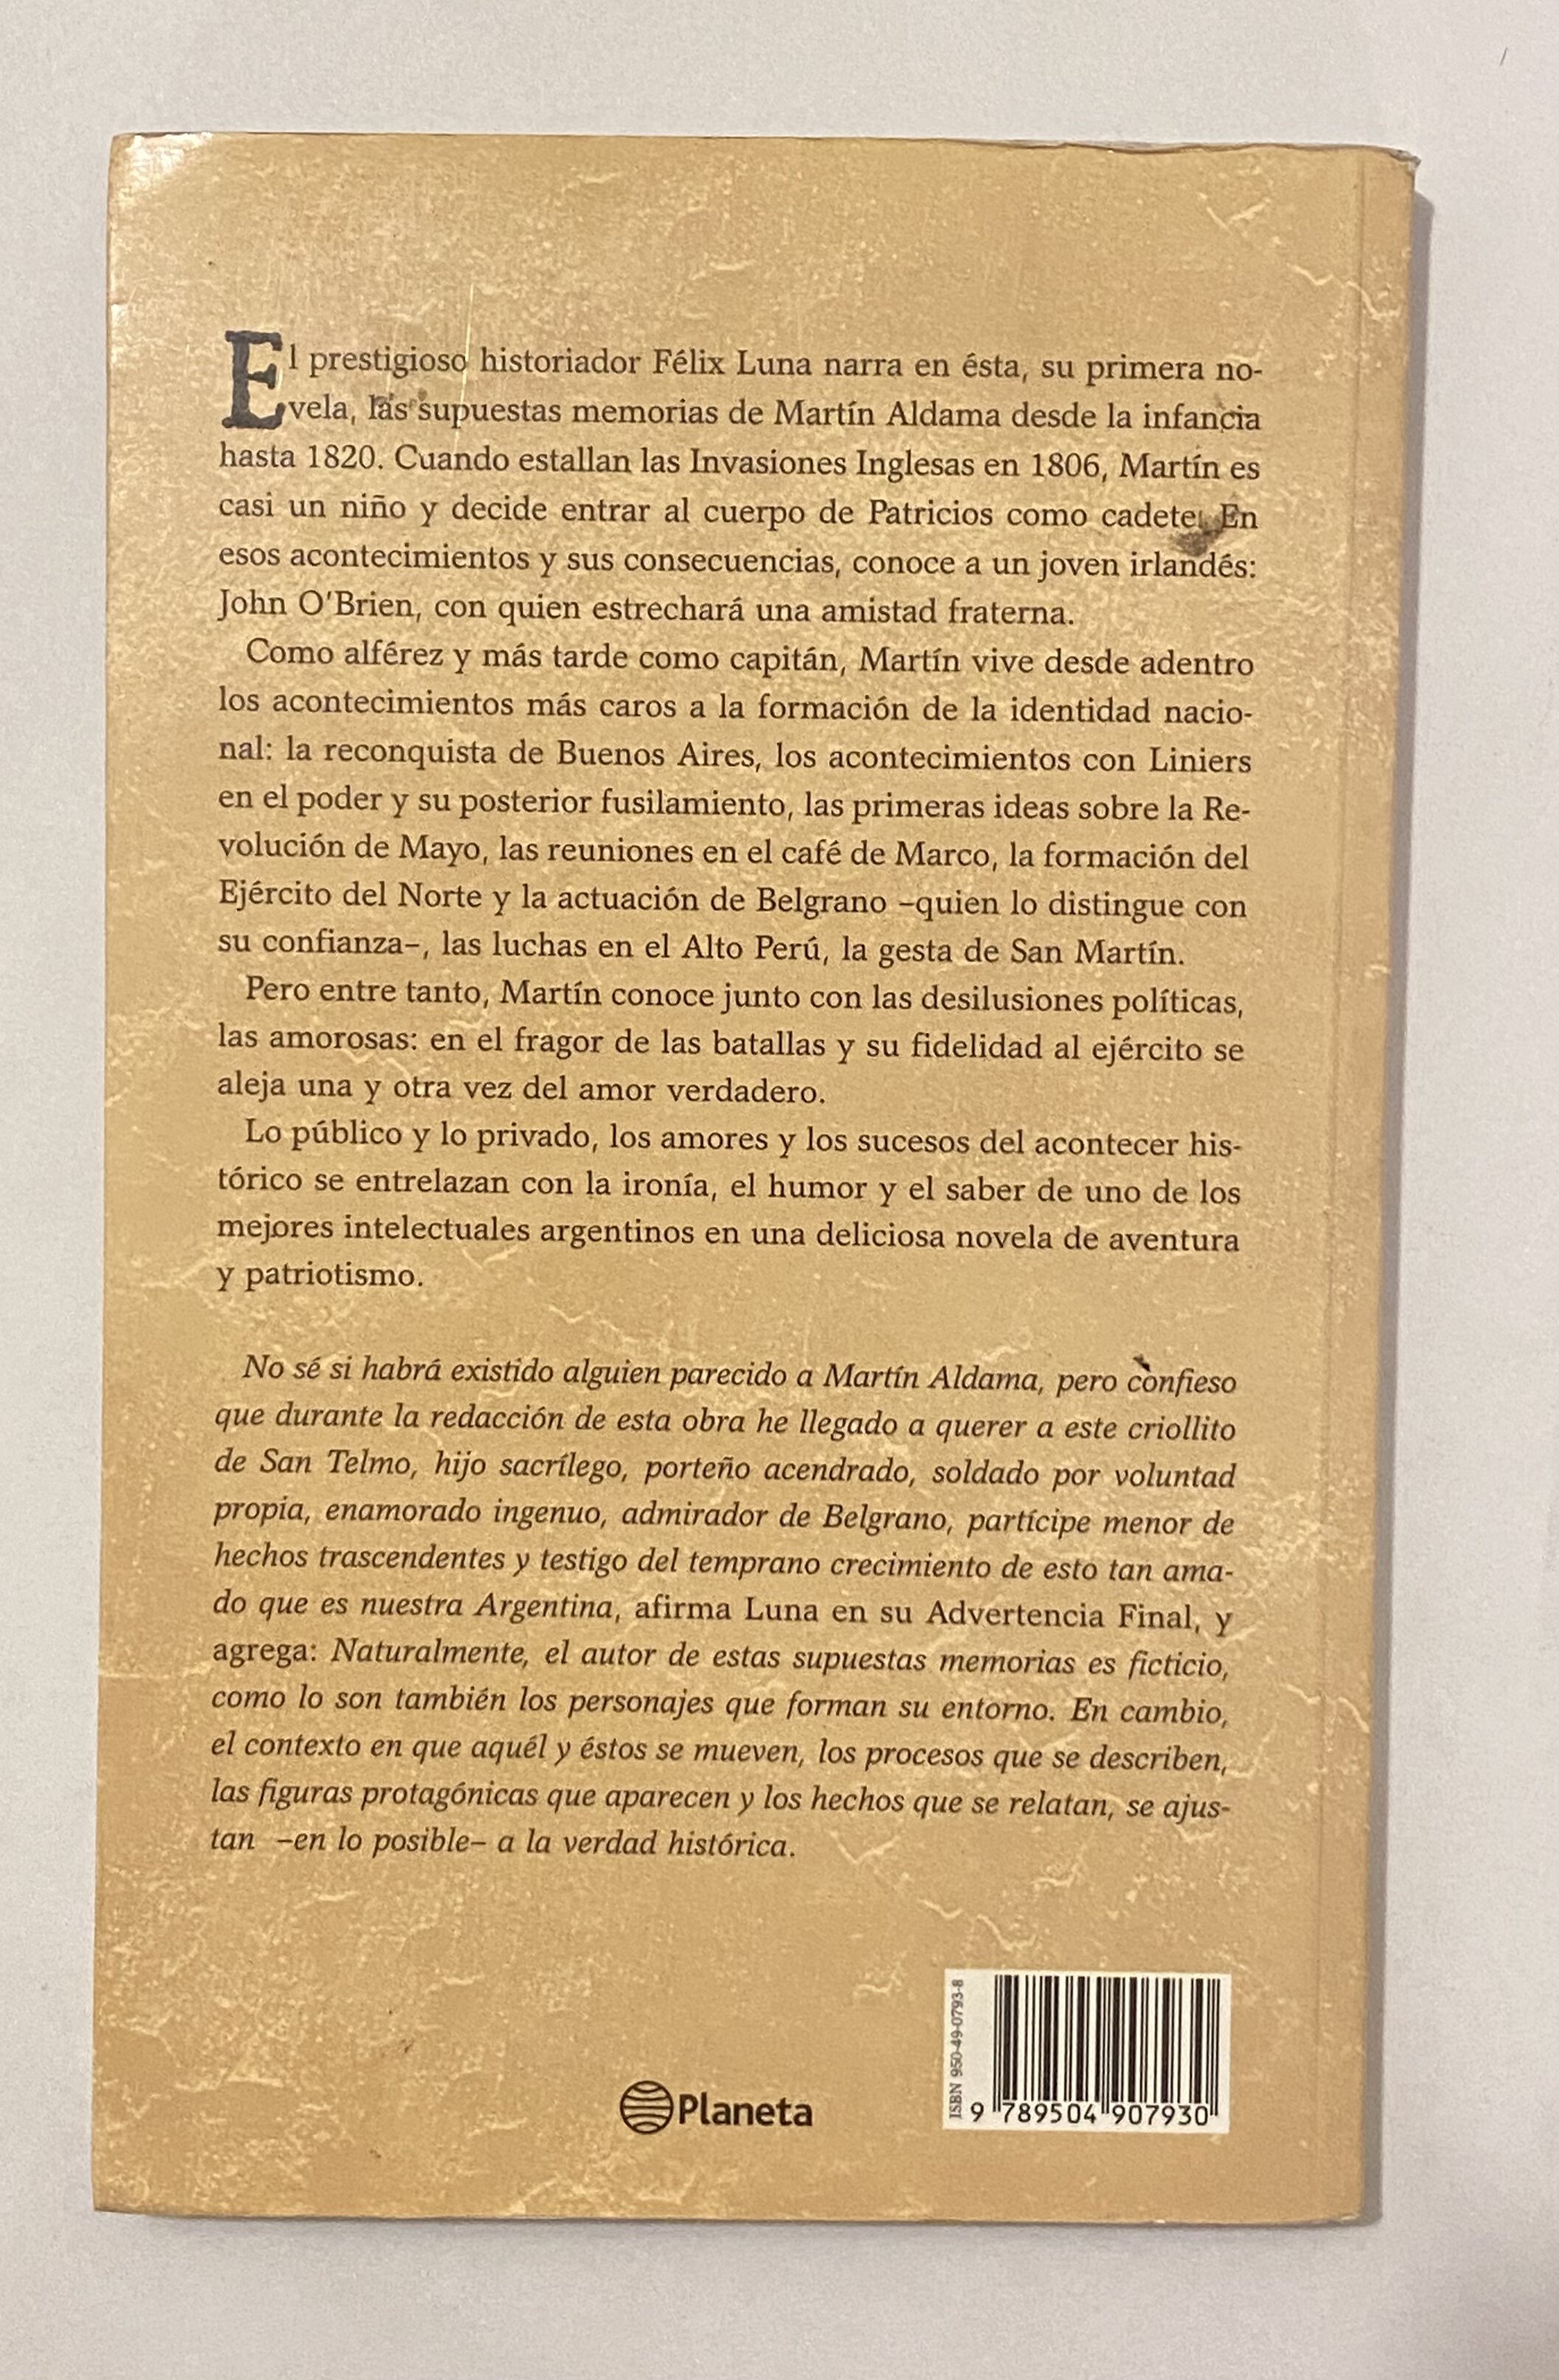 El prestigioso historiador Félix Luna narra en ésta, su primera no-
vela, las supuestas memorias de Martín Aldama desde la infancia
hasta 1820. Cuando estallan las Invasiones Inglesas en 1806, Martín es
casi un niño y decide entrar al cuerpo de Patricios como cadete. En
esos acontecimientos y sus consecuencias, conoce a un joven irlandés:
John O'Brien, con quien estrechará una amistad fraterna.
Como alférez y más tarde como capitán, Martín vive desde adentro
los acontecimientos más caros a la formación de la identidad nacio-
nal: la reconquista de Buenos Aires, los acontecimientos con Liniers
en el poder y su posterior fusilamiento, las primeras ideas sobre la Re-
volución de Mayo, las reuniones en el café de Marco, la formación del
Ejército del Norte y la actuación de Belgrano –quien lo distingue con
su confianza–, las luchas en el Alto Perú, la gesta de San Martín.
Pero entre tanto, Martín conoce junto con las desilusiones políticas,
las amorosas: en el fragor de las batallas y su fidelidad al ejército se
aleja una y otra vez del amor verdadero.
Lo público y lo privado, los amores y los sucesos del acontecer his-
tórico se entrelazan con la ironía, el humor y el saber de uno de los
mejores intelectuales argentinos en una deliciosa novela de aventura
y patriotismo.
No sé si habrá existido alguien parecido a Martín Aldama, pero confieso
que durante la redacción de esta obra he llegado a querer a este criollito
de San Telmo, hijo sacrílego, porteño acendrado, soldado por voluntad
propia, enamorado ingenuo, admirador de Belgrano, partícipe menor de
hechos trascendentes y testigo del temprano crecimiento de esto tan ama-
do que es nuestra Argentina, afirma Luna en su Advertencia Final, y
agrega: Naturalmente, el autor de estas supuestas memorias es ficticio,
como lo son también los personajes que forman su entorno. En cambio,
el contexto en que aquél y éstos se mueven, los procesos que se describen,
las figuras protagónicas que aparecen y los hechos que se relatan, se ajus-
tan –en lo posible– a la verdad histórica.
Planeta
ISBN 950-49-0793-8
9 789504 907930